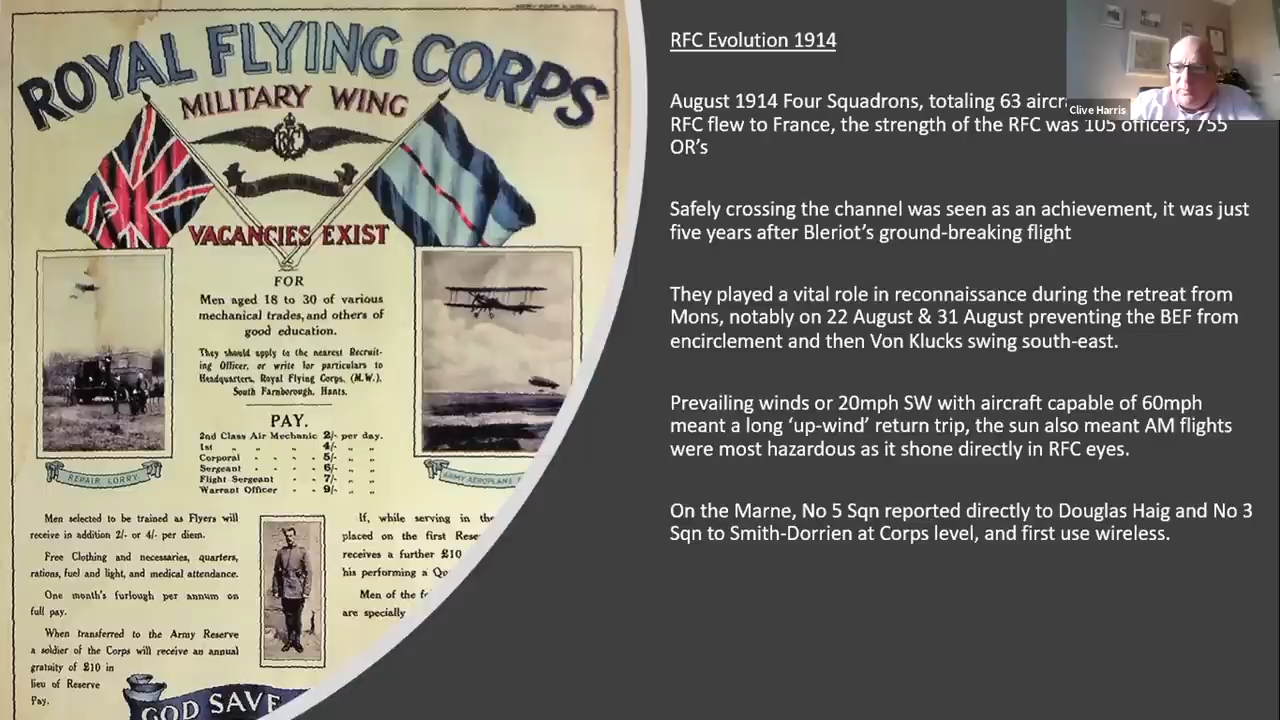 ROYAL FLYING CORPS
MILITARY WING
VACANCIES EXIST
FOR
Men aged 18 to 30 of various
mechanical trades, and others of
good education.
They should apply to the nearest Recruit-
ing Officer, or write for particulars to
Headquarters, Royal Flying Corps, (M.W.),
South Farnborough, Hants.
PAY.
2nd Class Air Mechanic 2/- per day.
1st " " 4/- " "
Corporal - - - 5/- " "
Sergeant - - - 6/- " "
Flight Sergeant - - 7/- " "
Warrant Officer - - 9/- " "
REPAIR LORRY
ARMY AEROPLANE
Men selected to be trained as Flyers will
receive in addition 2/- or 4/- per diem.
Free Clothing and necessaries, quarters,
rations, fuel and light, and medical attendance.
One month's furlough per annum on
full pay.
When transferred to the Army Reserve
a soldier of the Corps will receive an annual
gratuity of £10 in
lieu of Reserve
Pay.
If, while serving in the
placed on the first
receives a further £10
his performing a
Men of the
are specially
GOD SAVE
RFC Evolution 1914
August 1914 Four Squadrons, totaling 63
RFC flew to France, the strength of the RFC was 105 officers, 755
OR's
Safely crossing the channel was seen as an achievement, it was just
five years after Bleriot's ground-breaking flight
They played a vital role in reconnaissance during the retreat from
Mons, notably on 22 August & 31 August preventing the BEF from
encirclement and then Von Klucks swing south-east.
Prevailing winds or 20mph SW with aircraft capable of 60mph
meant a long 'up-wind' return trip, the sun also meant AM flights
were most hazardous as it shone directly in RFC eyes.
On the Marne, No 5 Sqn reported directly to Douglas Haig and No 3
Sqn to Smith-Dorrien at Corps level, and first use wireless.
Clive Harris